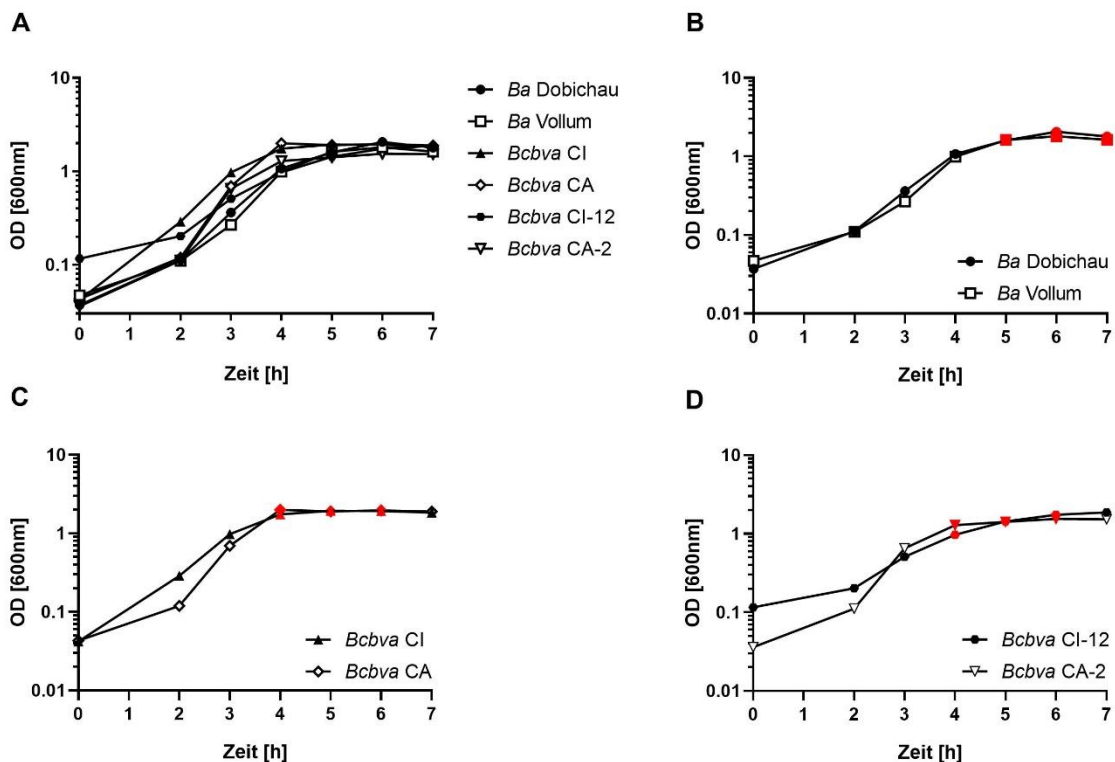 A
10
1
0.1
OD [600nm]
0 1 2 3 4 5 6 7
Zeit [h]
Ba Dobichau
Ba Vollum
Bcbva CI
Bcbva CA
Bcbva CI-12
Bcbva CA-2
B
10
1
0.1
0.01
OD [600nm]
0 1 2 3 4 5 6 7
Zeit [h]
Ba Dobichau
Ba Vollum
C
10
1
0.1
0.01
OD [600nm]
0 1 2 3 4 5 6 7
Zeit [h]
Bcbva CI
Bcbva CA
D
10
1
0.1
0.01
OD [600nm]
0 1 2 3 4 5 6 7
Zeit [h]
Bcbva CI-12
Bcbva CA-2